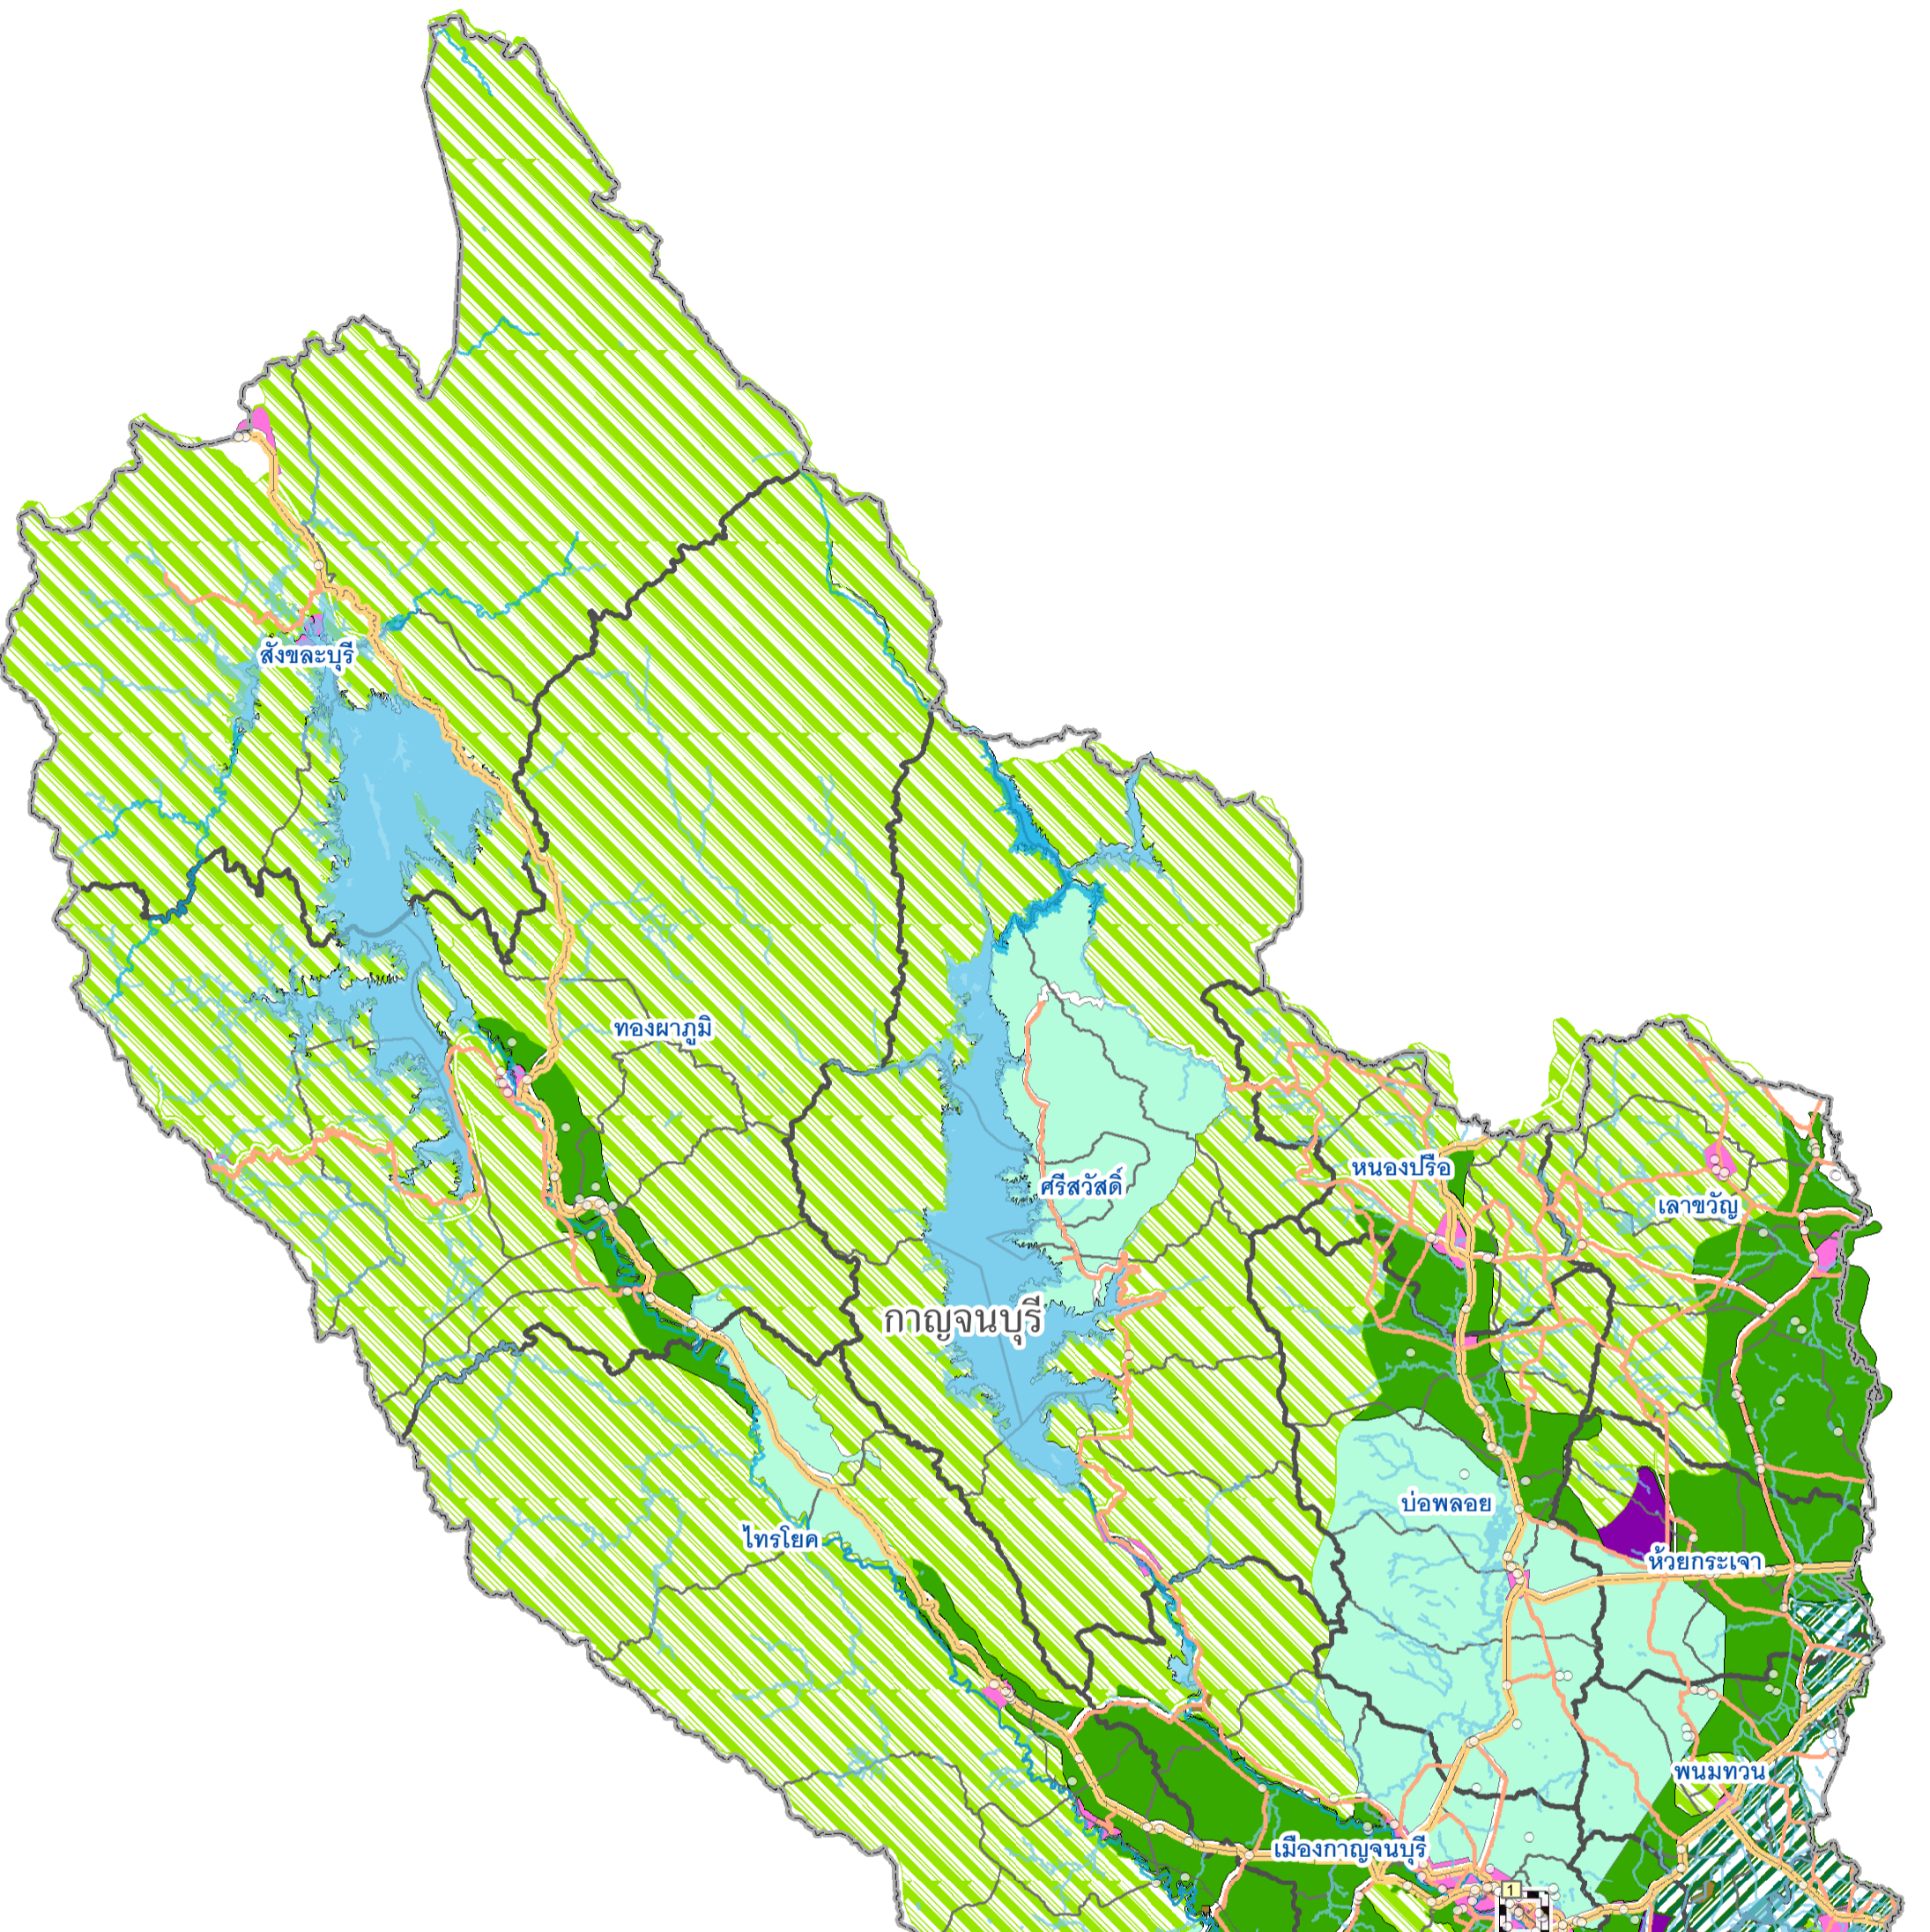 สังขละบุรี
ทองผาภูมิ
หนองปรือ
ศรีสวัสดิ์
เลาขวัญ
กาญจนบุรี
บ่อพลอย
ไทรโยค
ห้วยกระเจา
พนมทวน
เมืองกาญจนบุรี
1